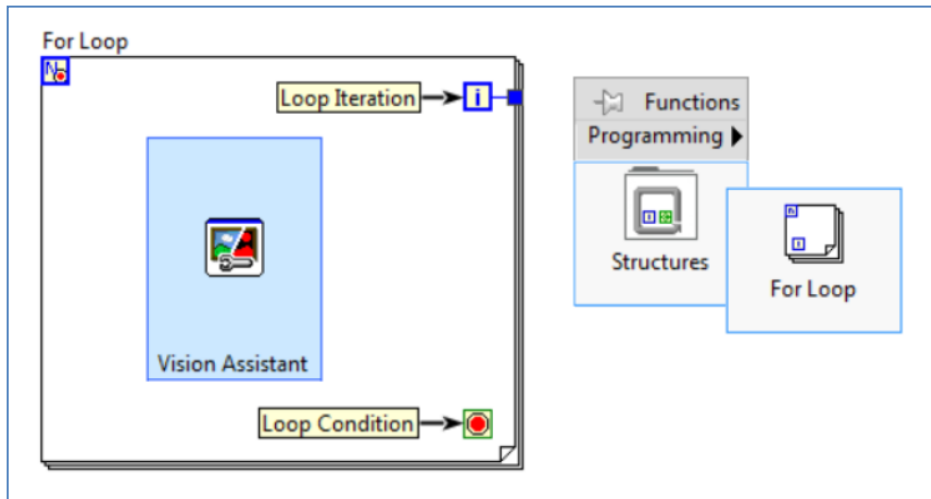 For Loop
N
Loop Iteration
i
Vision Assistant
Loop Condition
Functions
Programming
Structures
N
i
For Loop